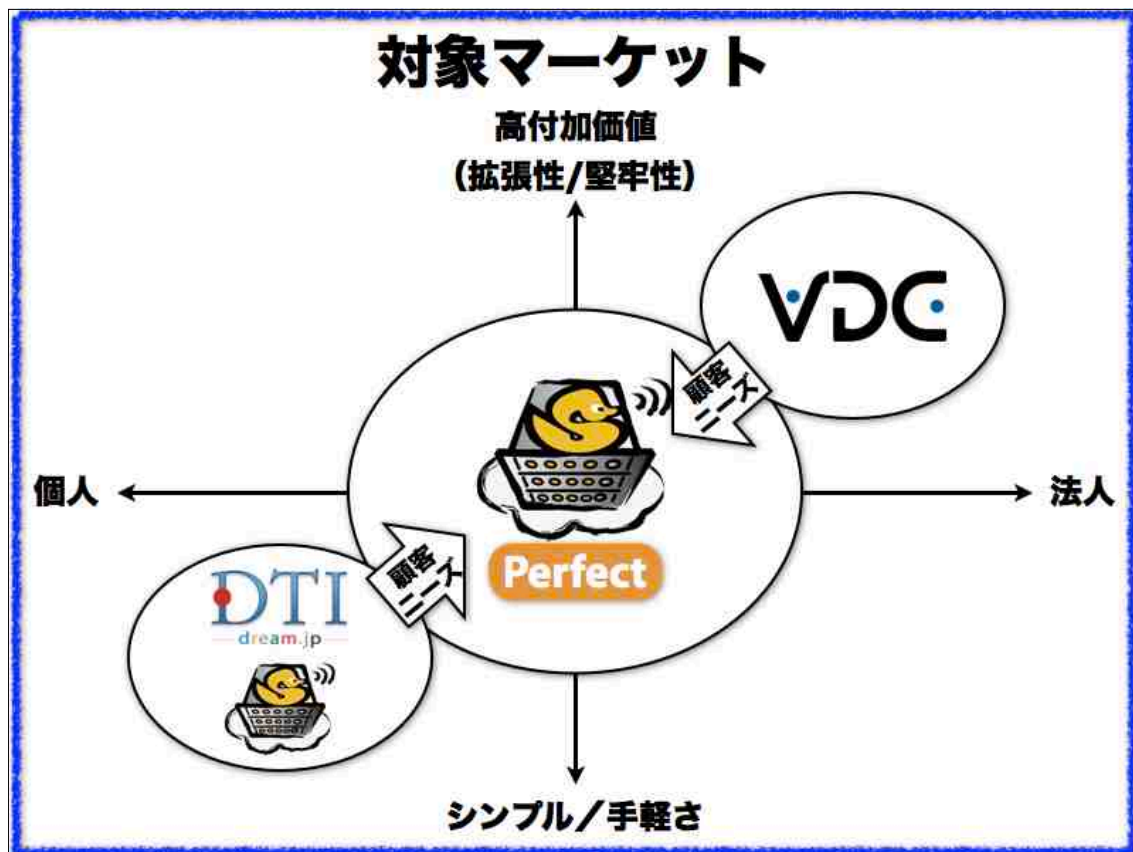 対象マーケット
高付加価値
（拡張性/堅牢性）
VDC
顧客
ニーズ
個人
法人
Perfect
顧客
ニーズ
DTI
dream.jp
シンプル／手軽さ